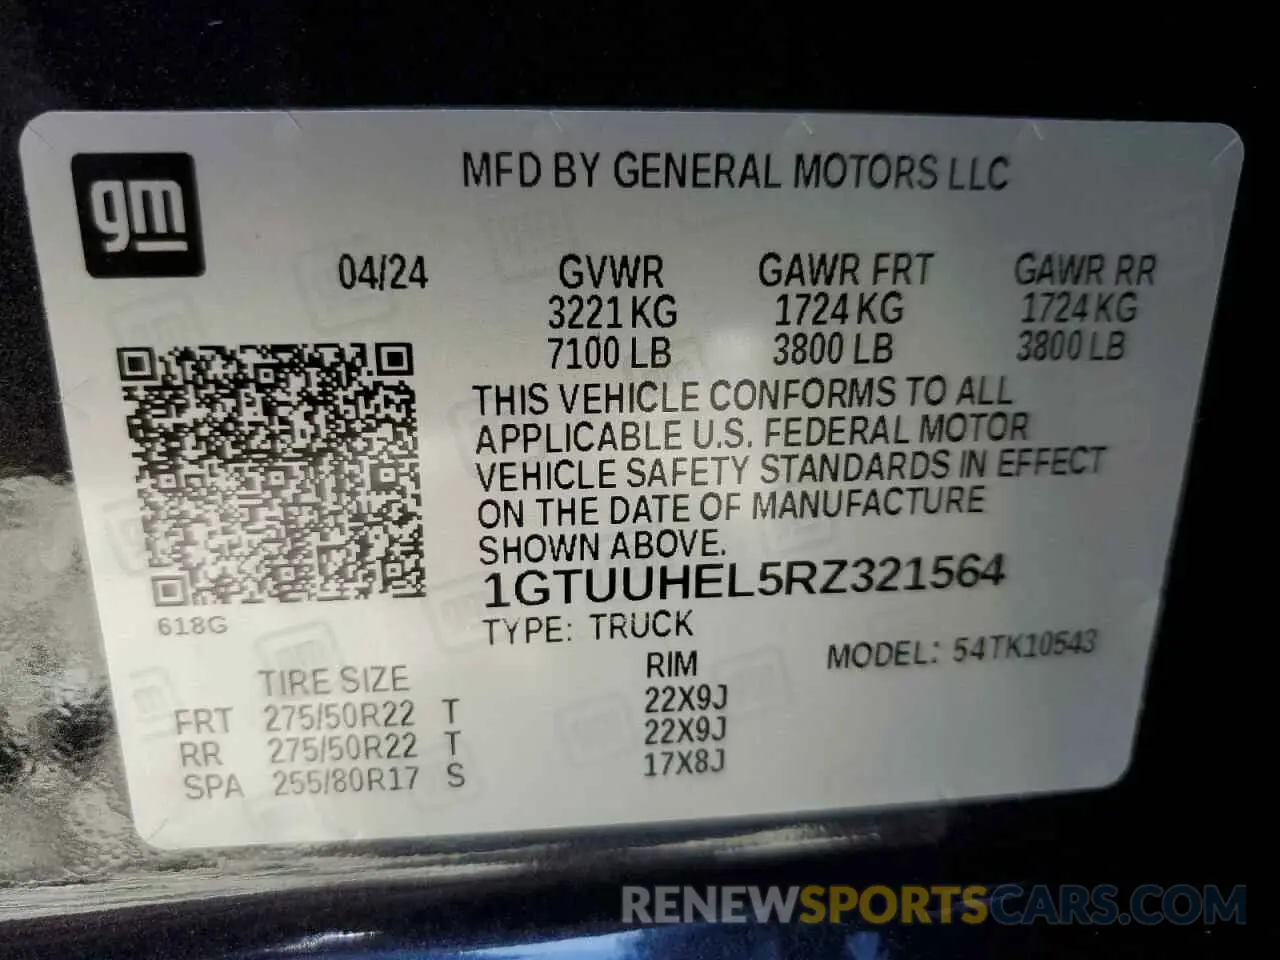 gm
MFD BY GENERAL MOTORS LLC
04/24 GVWR GAWR FRT GAWR RR
3221 KG 1724 KG 1724 KG
7100 LB 3800 LB 3800 LB
THIS VEHICLE CONFORMS TO ALL
APPLICABLE U.S. FEDERAL MOTOR
VEHICLE SAFETY STANDARDS IN EFFECT
ON THE DATE OF MANUFACTURE
SHOWN ABOVE.
1GTUUHEL5RZ321564
618G
TYPE: TRUCK
MODEL: 54TK10543
TIRE SIZE RIM
FRT 275/50R22 T 22X9J
RR 275/50R22 T 22X9J
SPA 255/80R17 S 17X8J
RENEWSPORTSCARS.COM